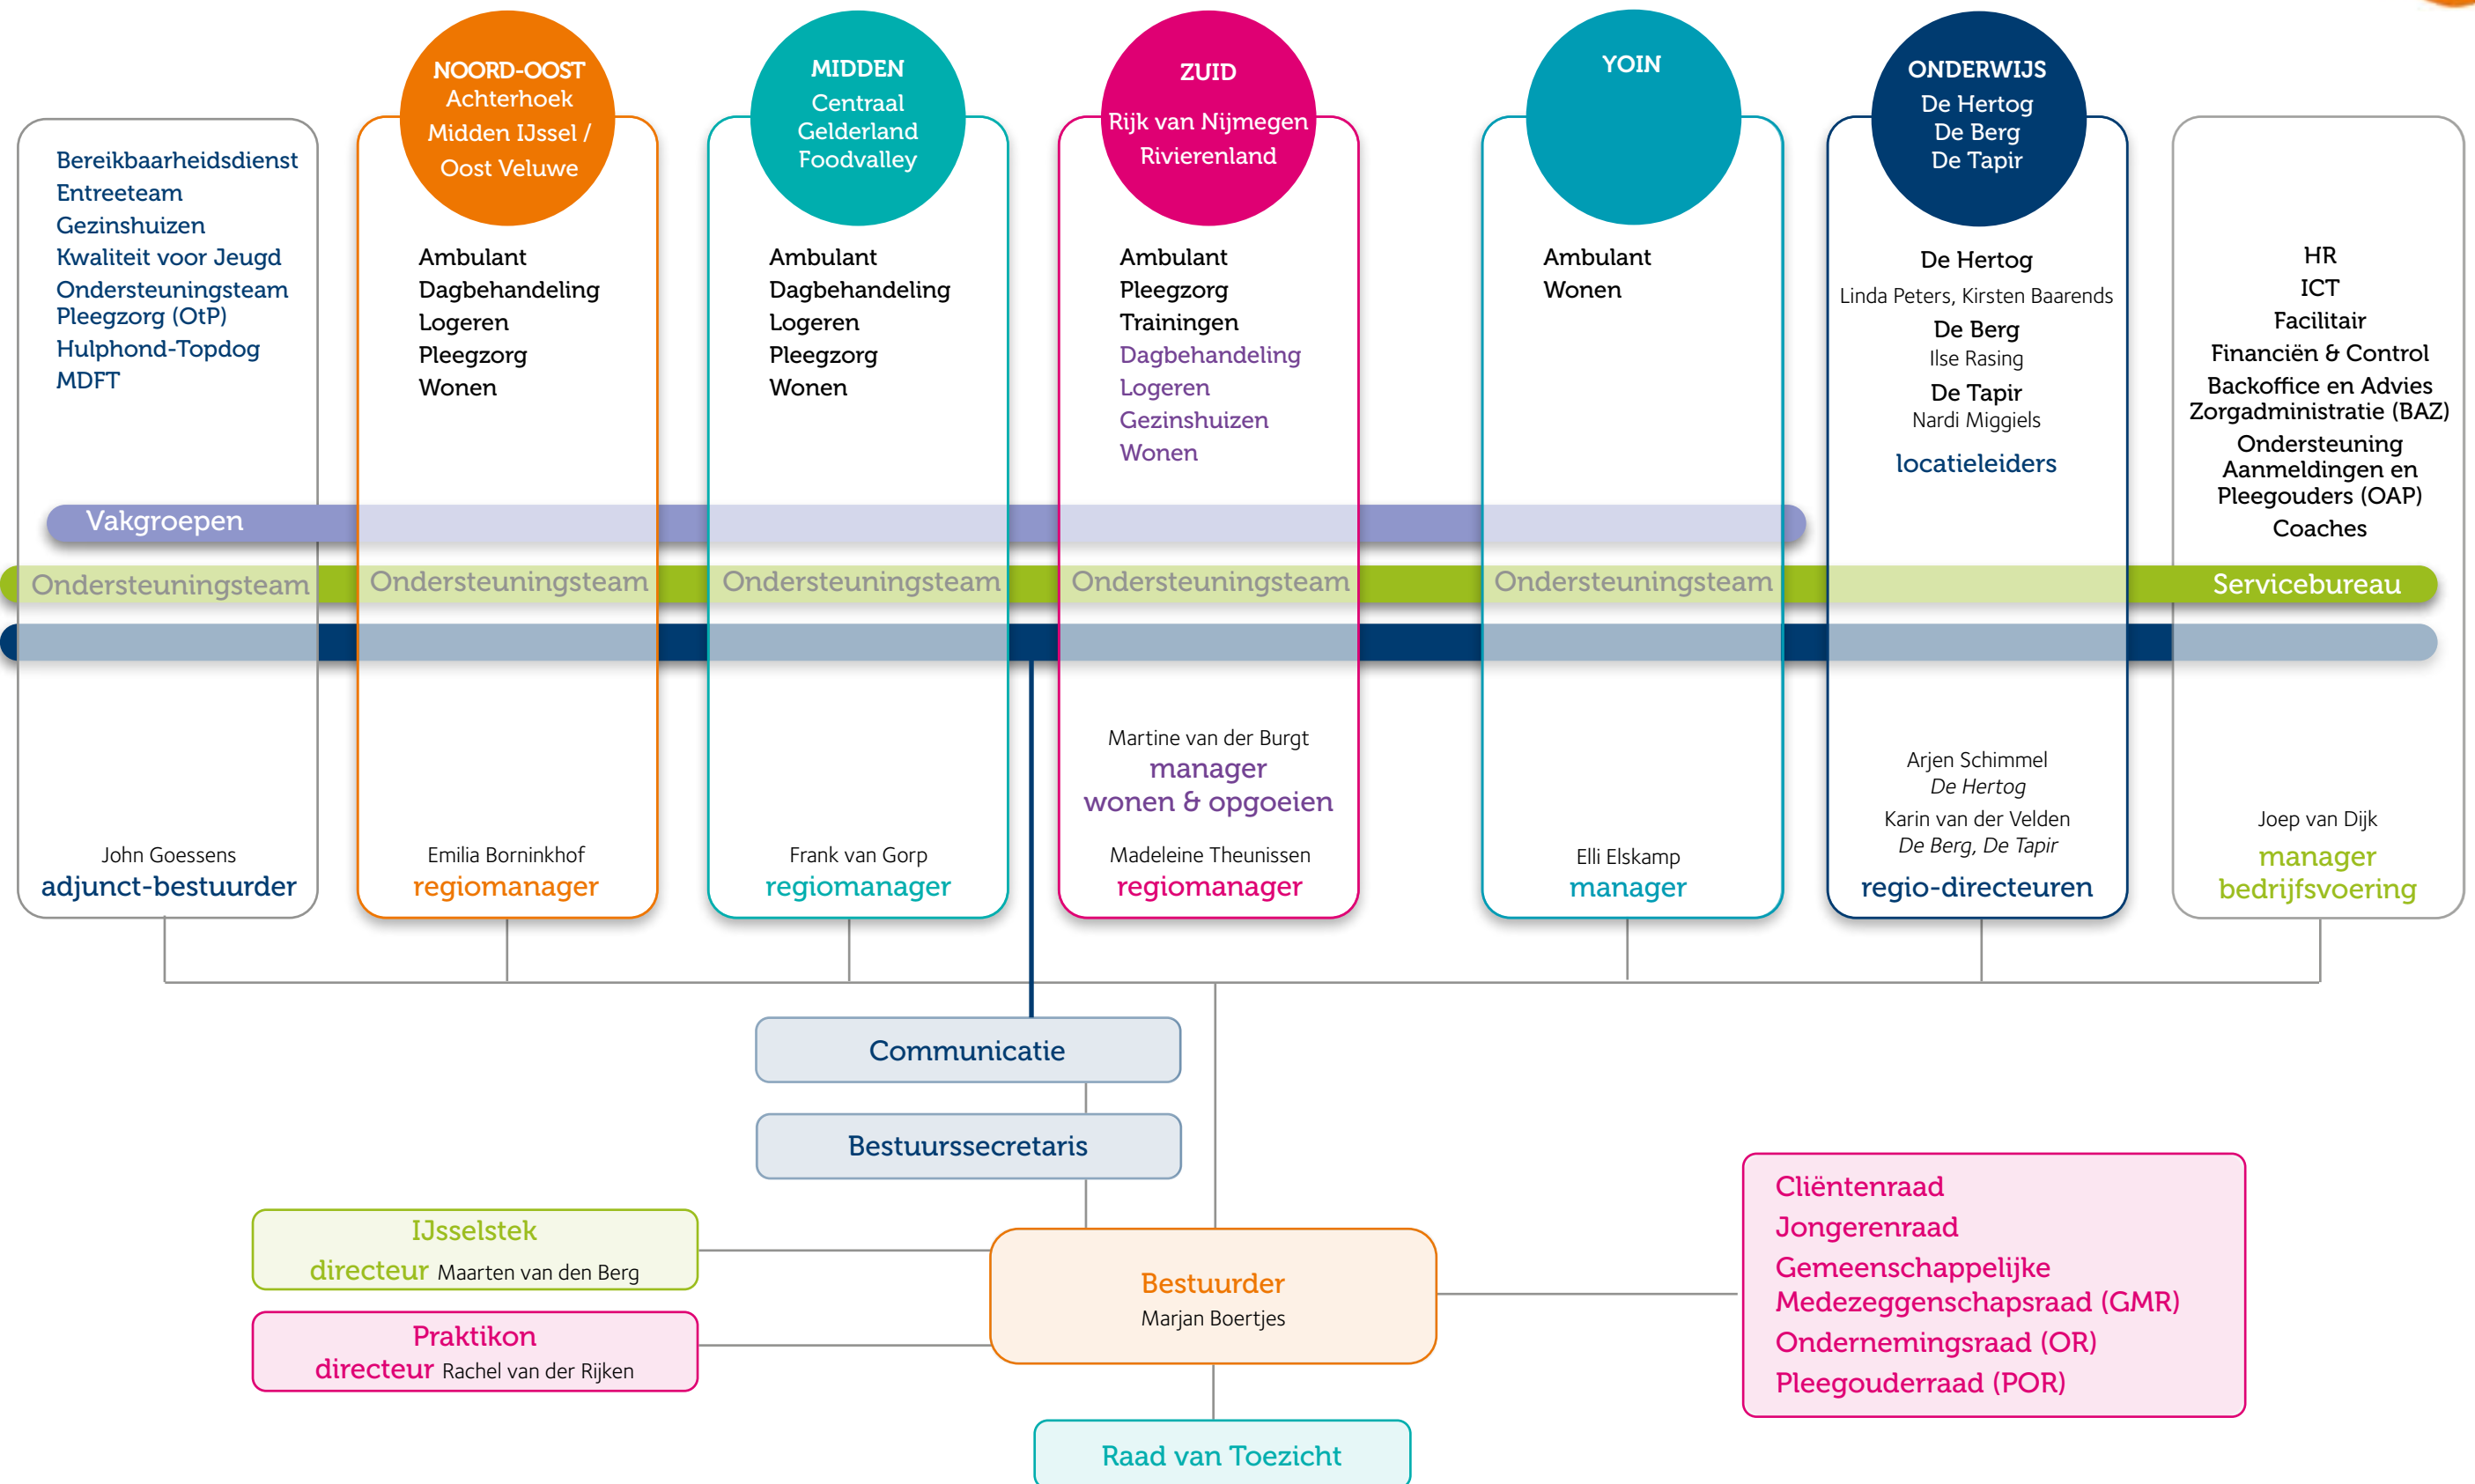 Bereikbaarheidsdienst
Entreeteam
Gezinshuizen
Kwaliteit voor Jeugd
Ondersteuningsteam
Pleegzorg (OtP)
Hulphond-Topdog
MDFT
NOORD-OOST
Achterhoek
Midden IJssel /
Oost Veluwe
Ambulant
Dagbehandeling
Logeren
Pleegzorg
Wonen
MIDDEN
Centraal
Gelderland
Foodvalley
Ambulant
Dagbehandeling
Logeren
Pleegzorg
Wonen
ZUID
Rijk van Nijmegen
Rivierenland
Ambulant
Pleegzorg
Trainingen
Dagbehandeling
Logeren
Gezinshuizen
Wonen
YOIN
Ambulant
Wonen
ONDERWIJS
De Hertog
De Berg
De Tapir
De Hertog
Linda Peters, Kirsten Baarends
De Berg
Ilse Rasing
De Tapir
Nardi Miggiels
locatieleiders
HR
ICT
Facilitair
Financiën & Control
Backoffice en Advies
Zorgadministratie (BAZ)
Ondersteuning
Aanmeldingen en
Pleegouders (OAP)
Coaches
Vakgroepen
Ondersteuningsteam
Ondersteuningsteam
Ondersteuningsteam
Ondersteuningsteam
Ondersteuningsteam
Servicebureau
John Goessens
adjunct-bestuurder
Emilia Borninkhof
regiomanager
Frank van Gorp
regiomanager
Martine van der Burgt
manager
wonen & opgoeien
Madeleine Theunissen
regiomanager
Elli Elskamp
manager
Arjen Schimmel
De Hertog
Karin van der Velden
De Berg, De Tapir
regio-directeuren
Joep van Dijk
manager
bedrijfsvoering
Communicatie
Bestuurssecretaris
IJsselstek
directeur Maarten van den Berg
Praktikon
directeur Rachel van der Rijken
Bestuurder
Marjan Boertjes
Cliëntenraad
Jongerenraad
Gemeenschappelijke
Medezeggenschapsraad (GMR)
Ondernemingsraad (OR)
Pleegouderraad (POR)
Raad van Toezicht